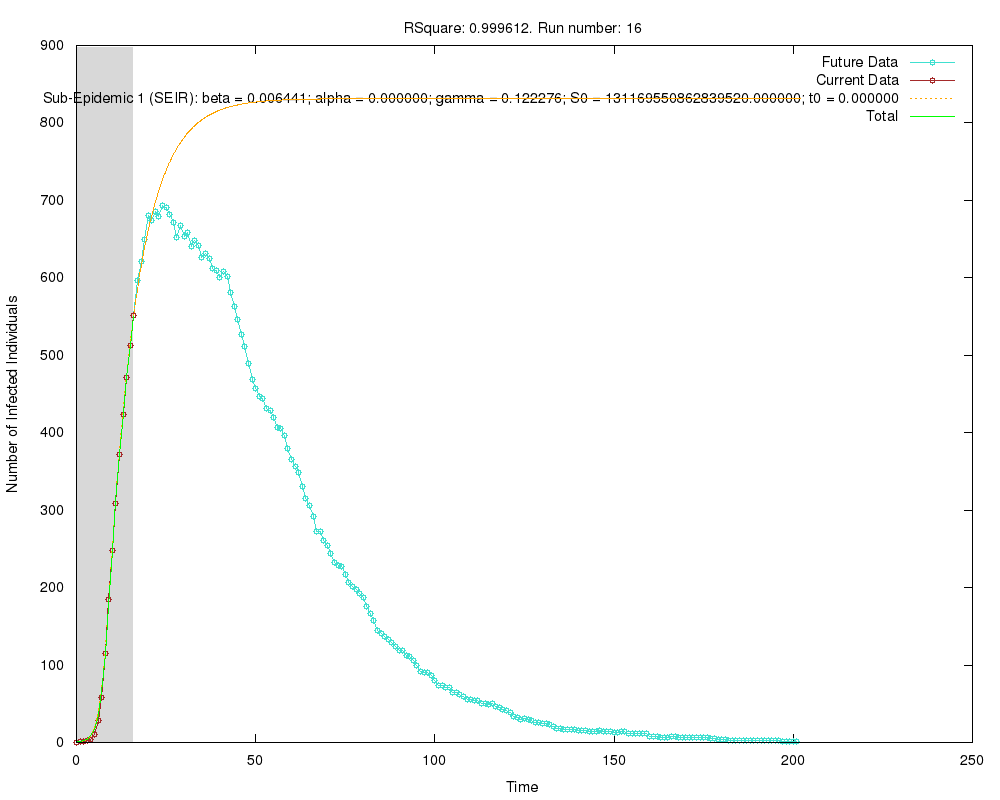 RSquare: 0.999612. Run number: 16
900
800
700
600
500
400
300
200
100
0
Number of Infected Individuals
Future Data
Current Data
Sub-Epidemic 1 (SEIR): beta = 0.006441; alpha = 0.000000; gamma = 0.122276; S0 = 131169550862839520.000000; t0 = 0.000000
Total
0 50 100 150 200 250
Time